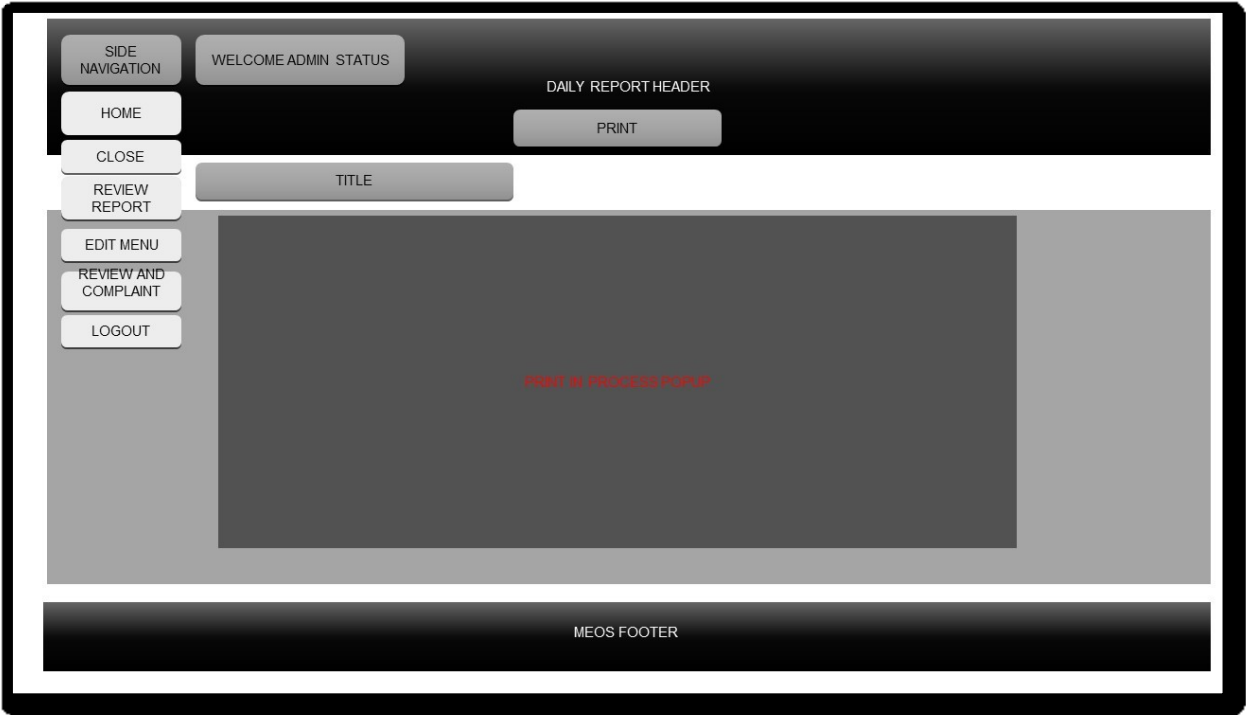 SIDE
NAVIGATION
WELCOME ADMIN STATUS
DAILY REPORT HEADER
HOME
PRINT
CLOSE
TITLE
REVIEW
REPORT
EDIT MENU
REVIEW AND
COMPLAINT
LOGOUT
PRINT IN PROCESS POPUP
MEOS FOOTER